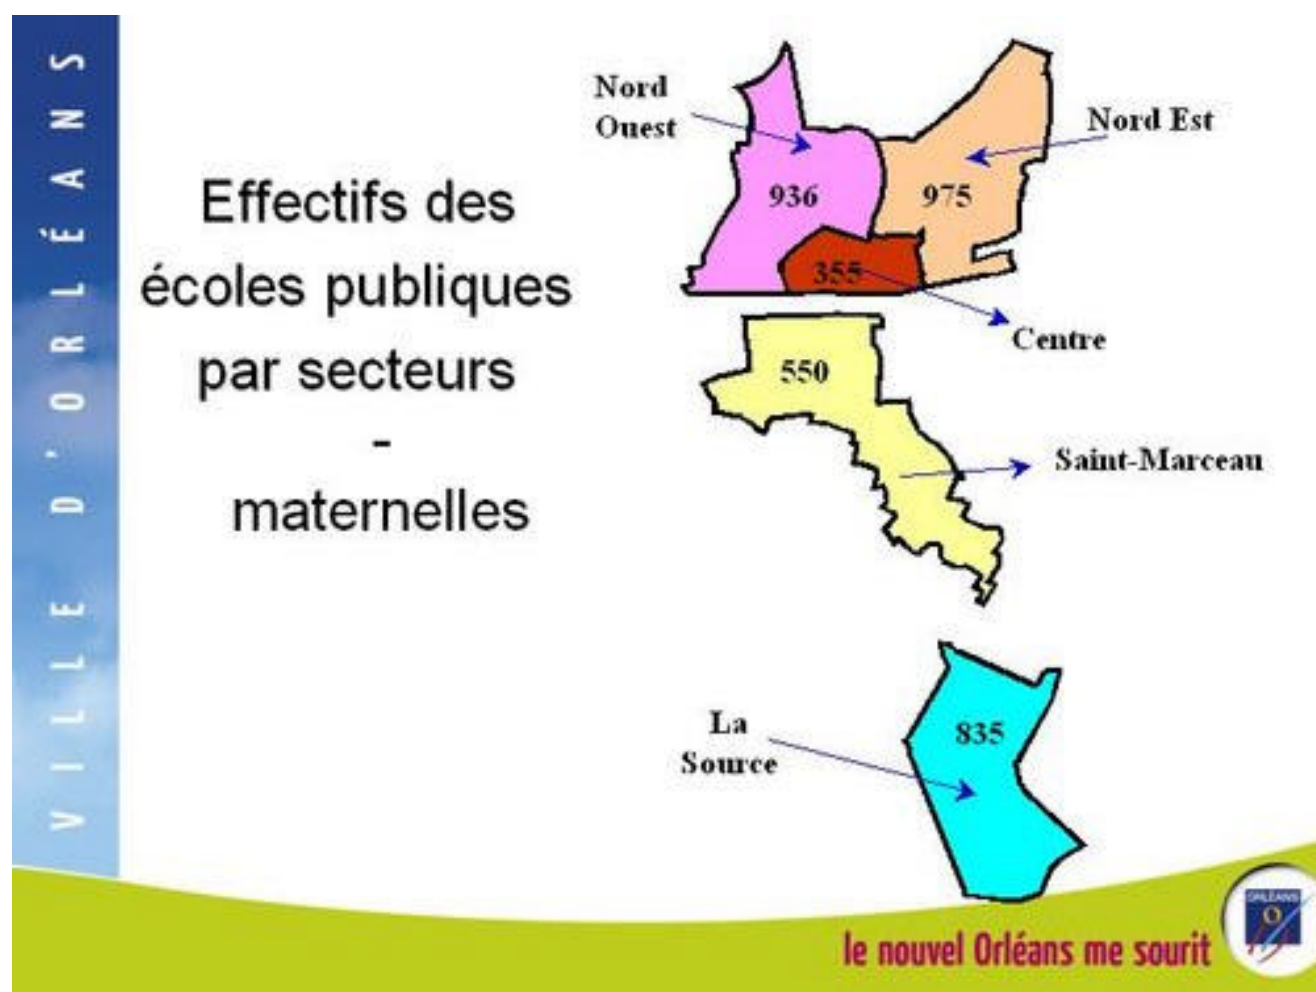 VILLE D'ORLÉANS
Effectifs des
écoles publiques
par secteurs
-
maternelles
Nord
Ouest
Nord Est
936
975
355
Centre
550
Saint-Marceau
La
Source
835
le nouvel Orléans me sourit
ORLÉANS